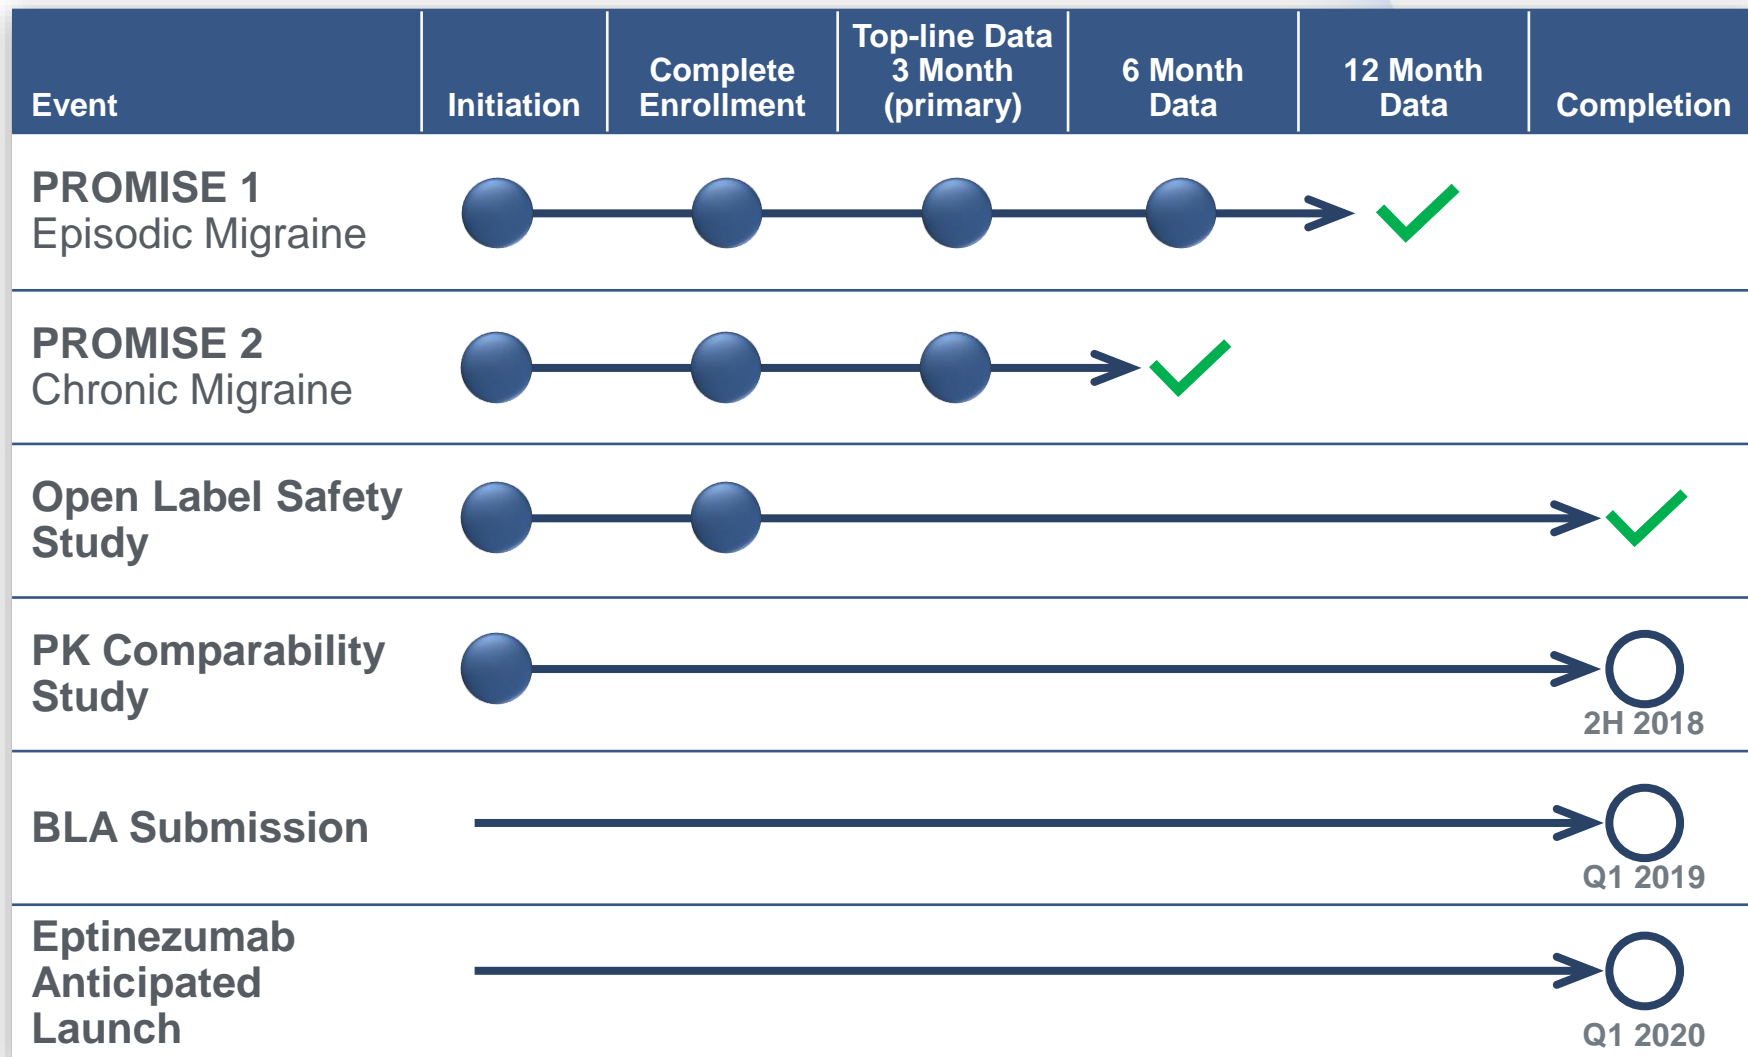 Event
Initiation
Complete
Enrollment
Top-line Data
3 Month
(primary)
6 Month
Data
12 Month
Data
Completion
PROMISE 1
Episodic Migraine
PROMISE 2
Chronic Migraine
Open Label Safety
Study
PK Comparability
Study
2H 2018
BLA Submission
Q1 2019
Eptinezumab
Anticipated
Launch
Q1 2020